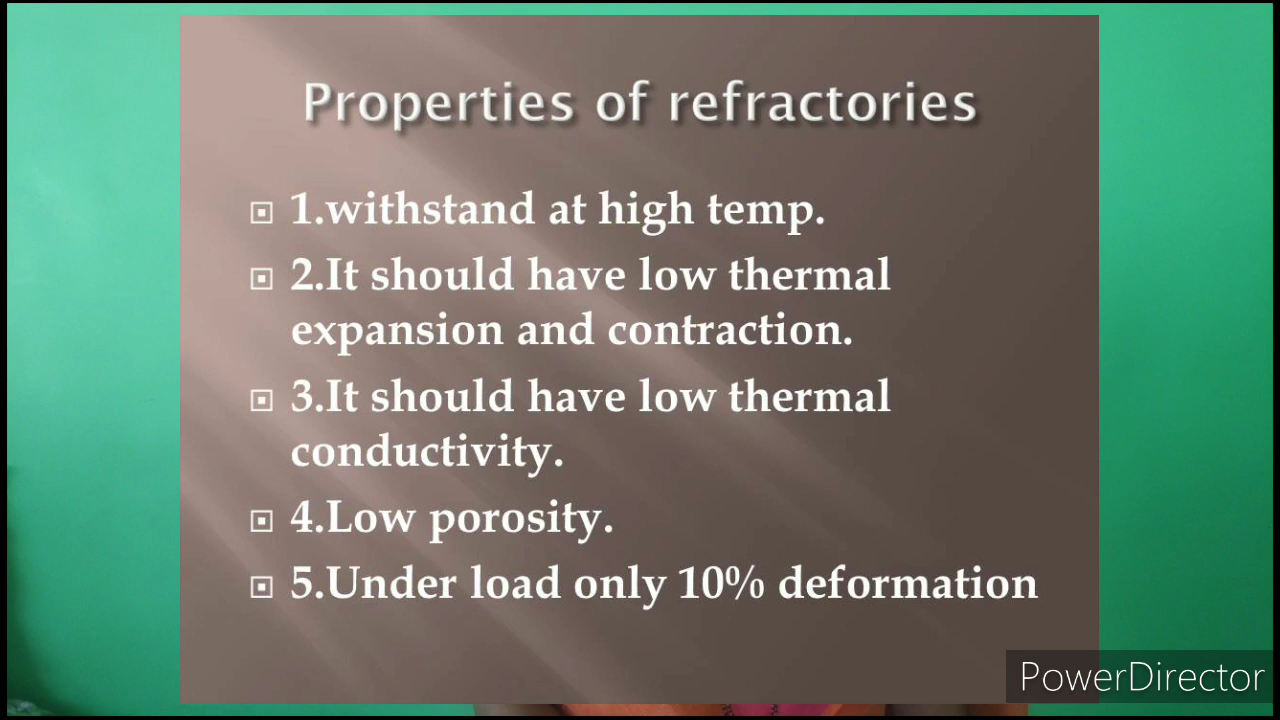 Properties of refractories
1.withstand at high temp.
2.It should have low thermal
expansion and contraction.
3.It should have low thermal
conductivity.
4.Low porosity.
5.Under load only 10% deformation
PowerDirector